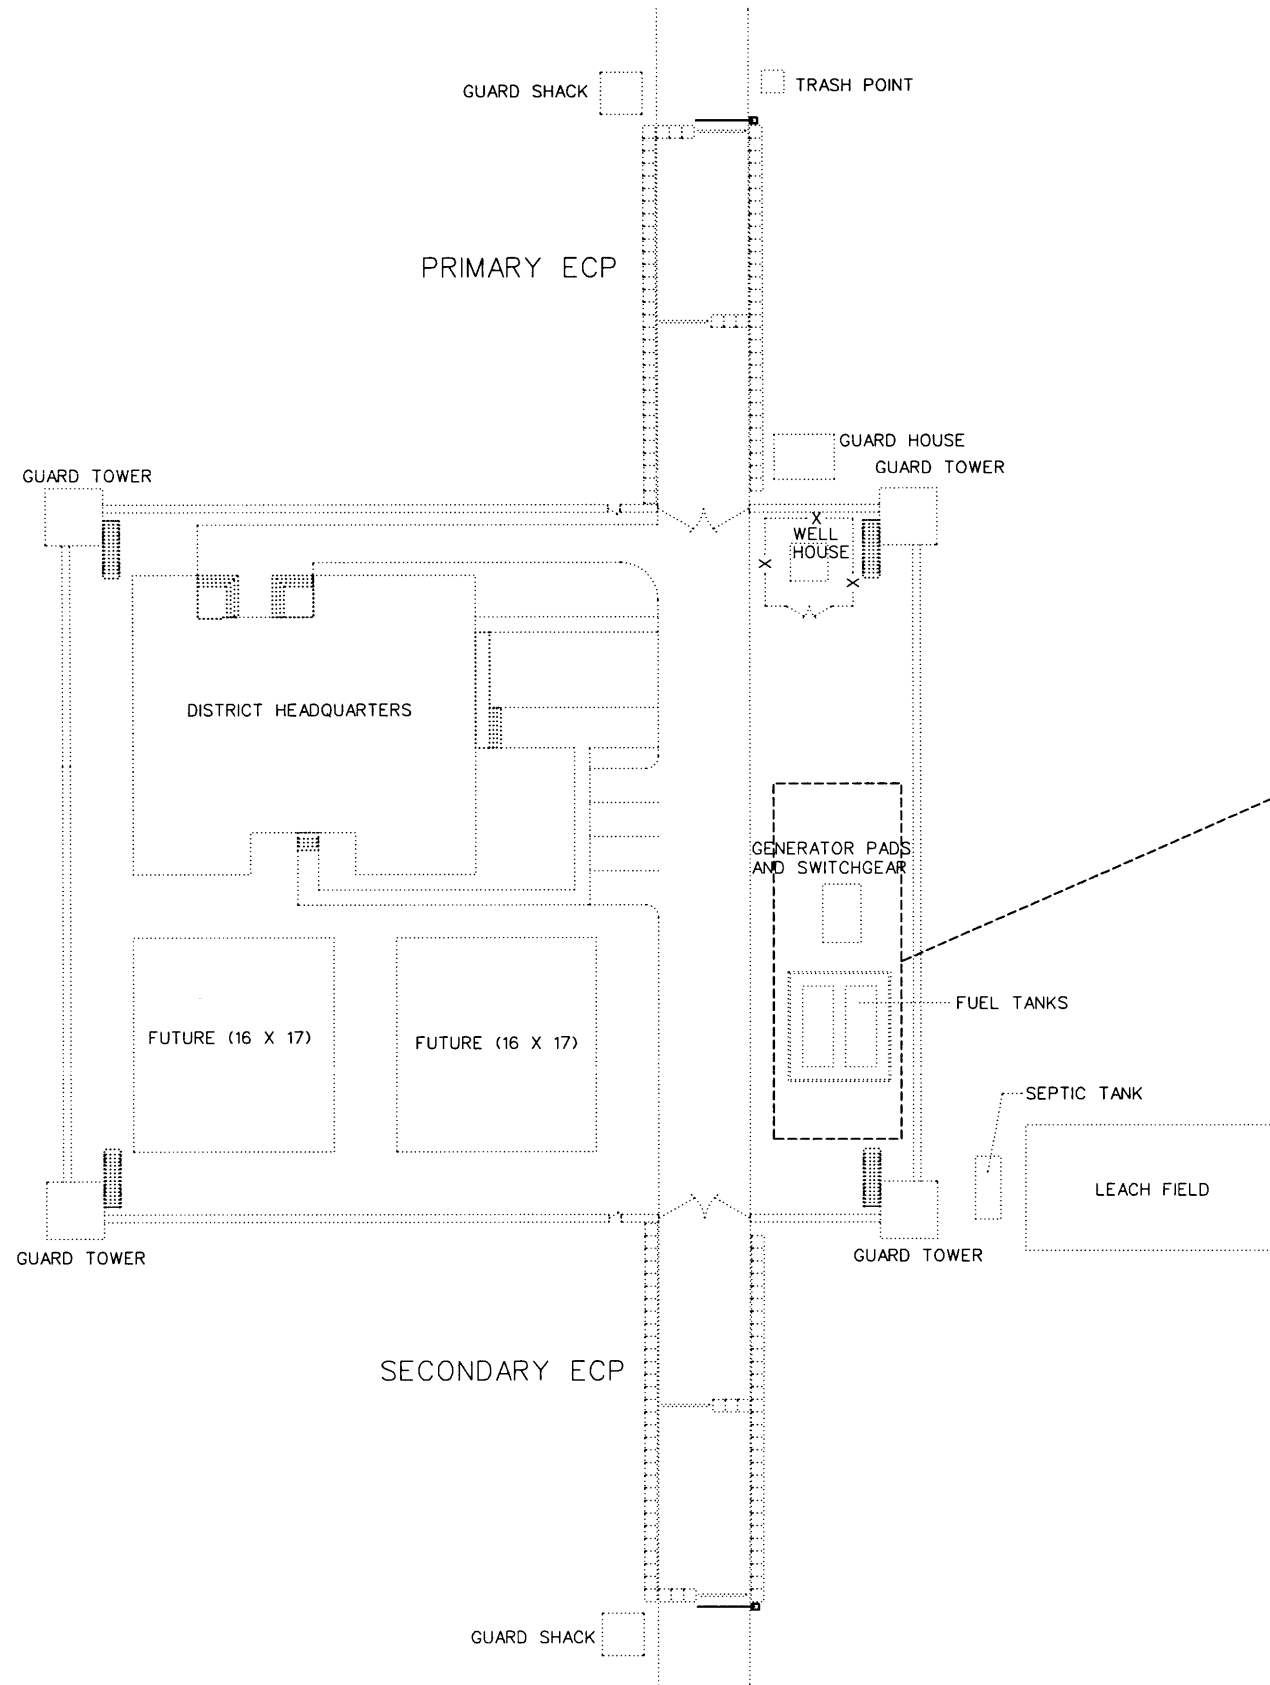 GUARD SHACK
TRASH POINT
PRIMARY ECP
GUARD HOUSE
GUARD TOWER
GUARD TOWER
X
WELL
HOUSE
X
X
DISTRICT HEADQUARTERS
GENERATOR PADS
AND SWITCHGEAR
FUEL TANKS
FUTURE (16 X 17)
FUTURE (16 X 17)
SEPTIC TANK
LEACH FIELD
GUARD TOWER
GUARD TOWER
SECONDARY ECP
GUARD SHACK